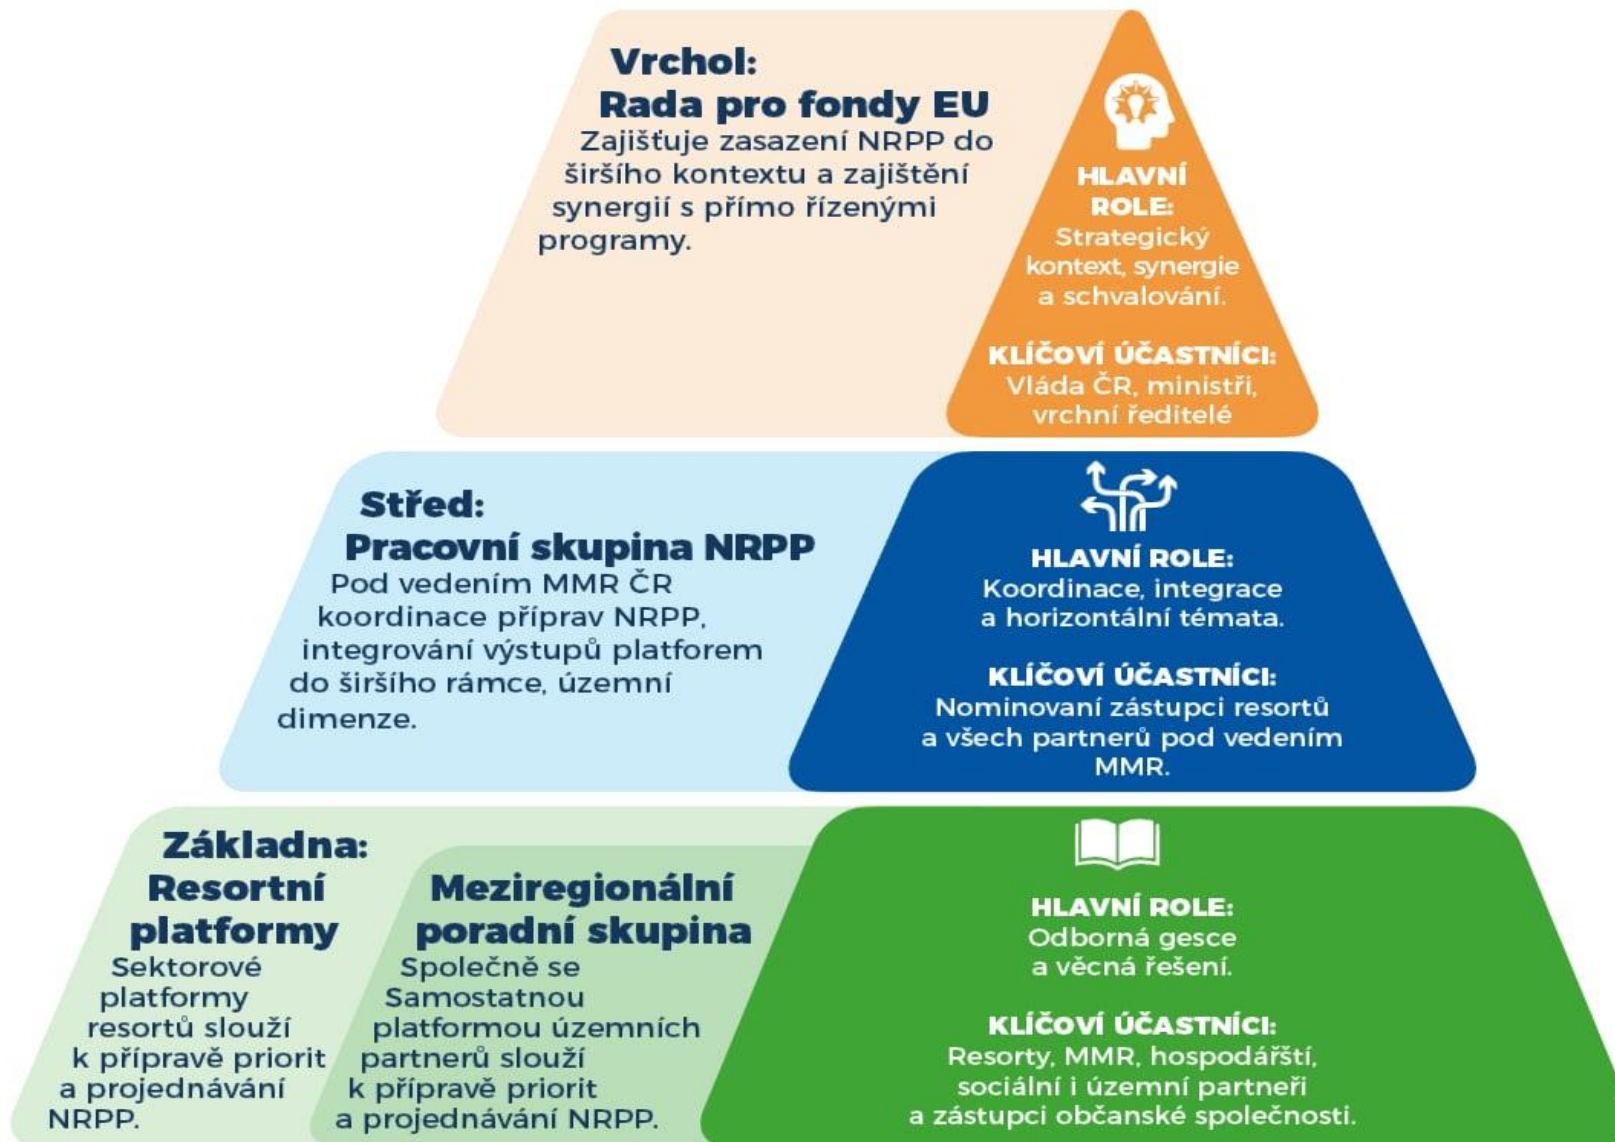 Vrchol:
Rada pro fondy EU
Zajišťuje zasazení NRPP do
širšího kontextu a zajištění
synergií s přímo řízenými
programy.
HLAVNÍ
ROLE:
Strategický
kontext, synergie
a schvalování.
KLÍČOVÍ ÚČASTNÍCI:
Vláda ČR, ministři,
vrchní ředitelé
Střed:
Pracovní skupina NRPP
Pod vedením MMR ČR
koordinace příprav NRPP,
integrování výstupů platforem
do širšího rámce, územní
dimenze.
HLAVNÍ ROLE:
Koordinace, integrace
a horizontální témata.
KLÍČOVÍ ÚČASTNÍCI:
Nominovaní zástupci resortů
a všech partnerů pod vedením
MMR.
Základna:
Resortní
platformy
Sektorové
platformy
resortů slouží
k přípravě priorit
a projednávání
NRPP.
Meziregionální
poradní skupina
Společně se
Samostatnou
platformou územních
partnerů slouží
k přípravě priorit
a projednávání NRPP.
HLAVNÍ ROLE:
Odborná gesce
a věcná řešení.
KLÍČOVÍ ÚČASTNÍCI:
Resorty, MMR, hospodářští,
sociální i územní partneři
a zástupci občanské společnosti.